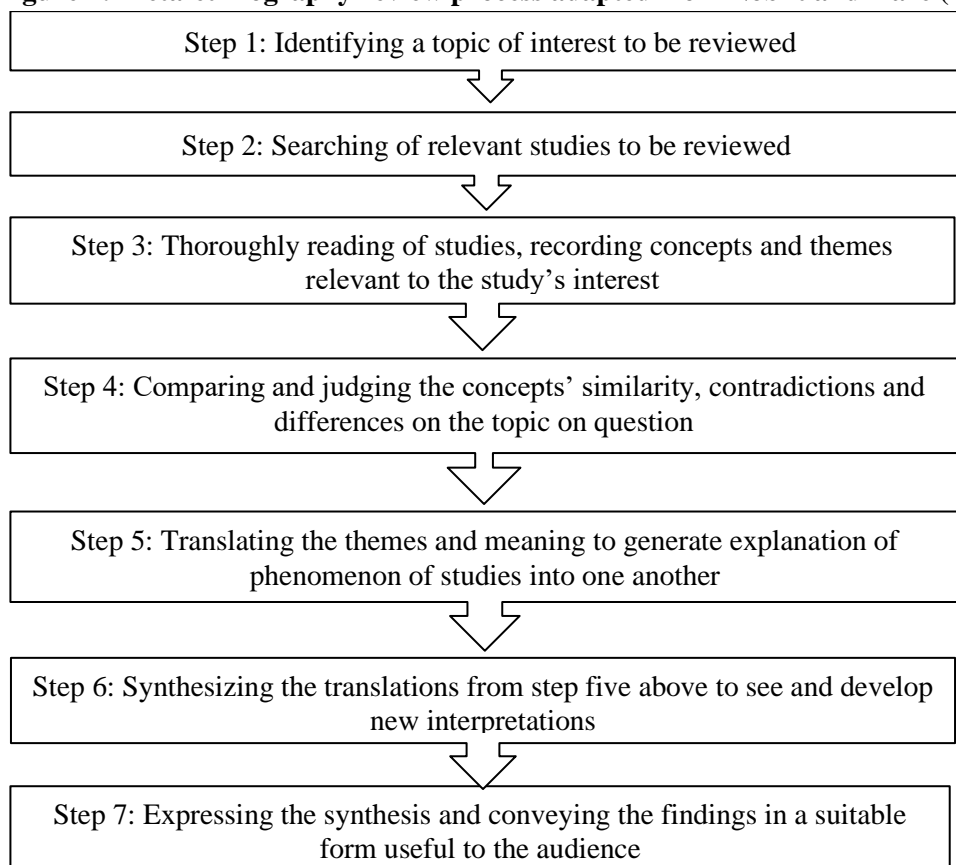 Step 1: Identifying a topic of interest to be reviewed
Step 2: Searching of relevant studies to be reviewed
Step 3: Thoroughly reading of studies, recording concepts and themes
relevant to the study’s interest
Step 4: Comparing and judging the concepts’ similarity, contradictions and
differences on the topic on question
Step 5: Translating the themes and meaning to generate explanation of
phenomenon of studies into one another
Step 6: Synthesizing the translations from step five above to see and develop
new interpretations
Step 7: Expressing the synthesis and conveying the findings in a suitable
form useful to the audience